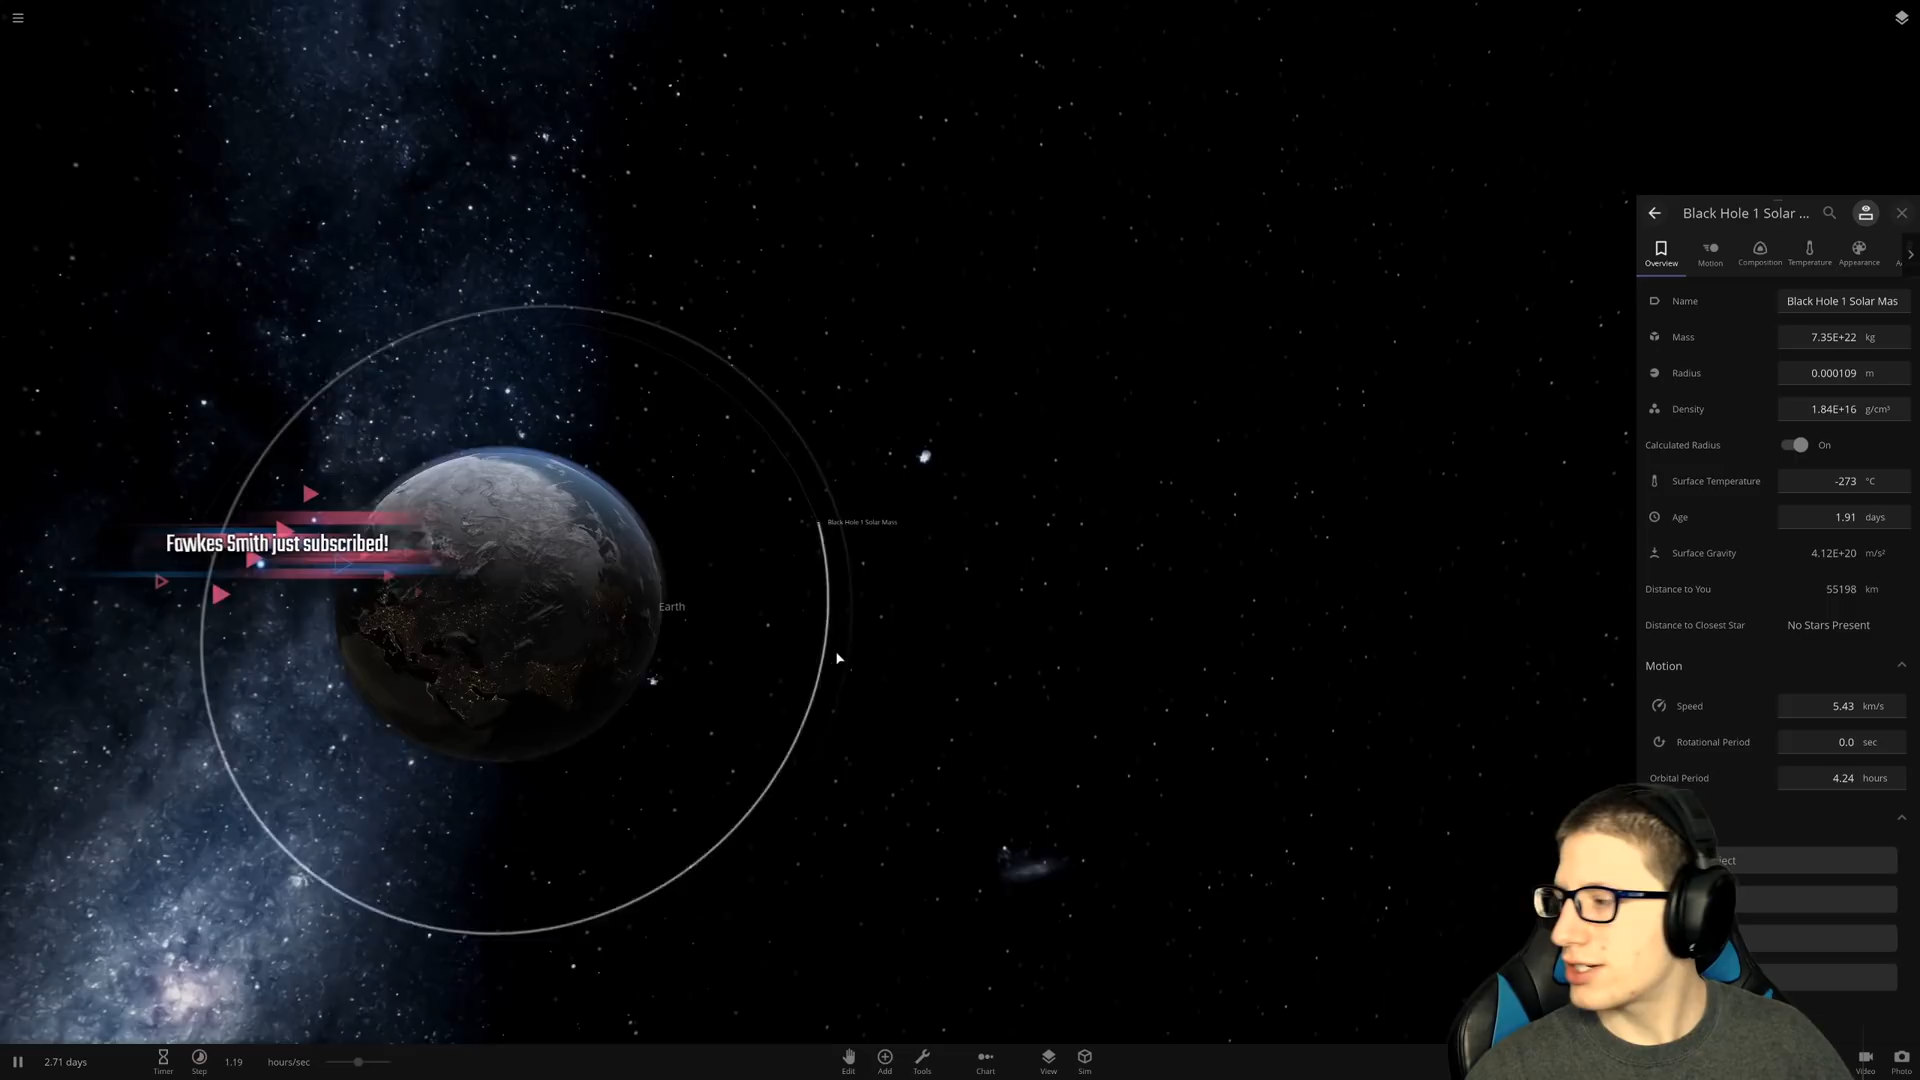 Black Hole 1 Solar ...
Overview
Motion
Composition
Temperature
Appearance
Name
Black Hole 1 Solar Mas
Mass
7.35E+22 kg
Radius
0.000109 m
Density
1.84E+16 g/cm³
Calculated Radius
On
Surface Temperature
-273 °C
Age
1.91 days
Surface Gravity
4.12E+20 m/s²
Distance to You
55198 km
Distance to Closest Star
No Stars Present
Motion
Speed
5.43 km/s
Rotational Period
0.0 sec
Orbital Period
4.24 hours
Black Hole 1 Solar Mass
Fawkes Smith just subscribed!
Earth
2.71 days
Timer
Step
1.19 hours/sec
Edit
Add
Tools
Chart
View
Sim
Video
Photo